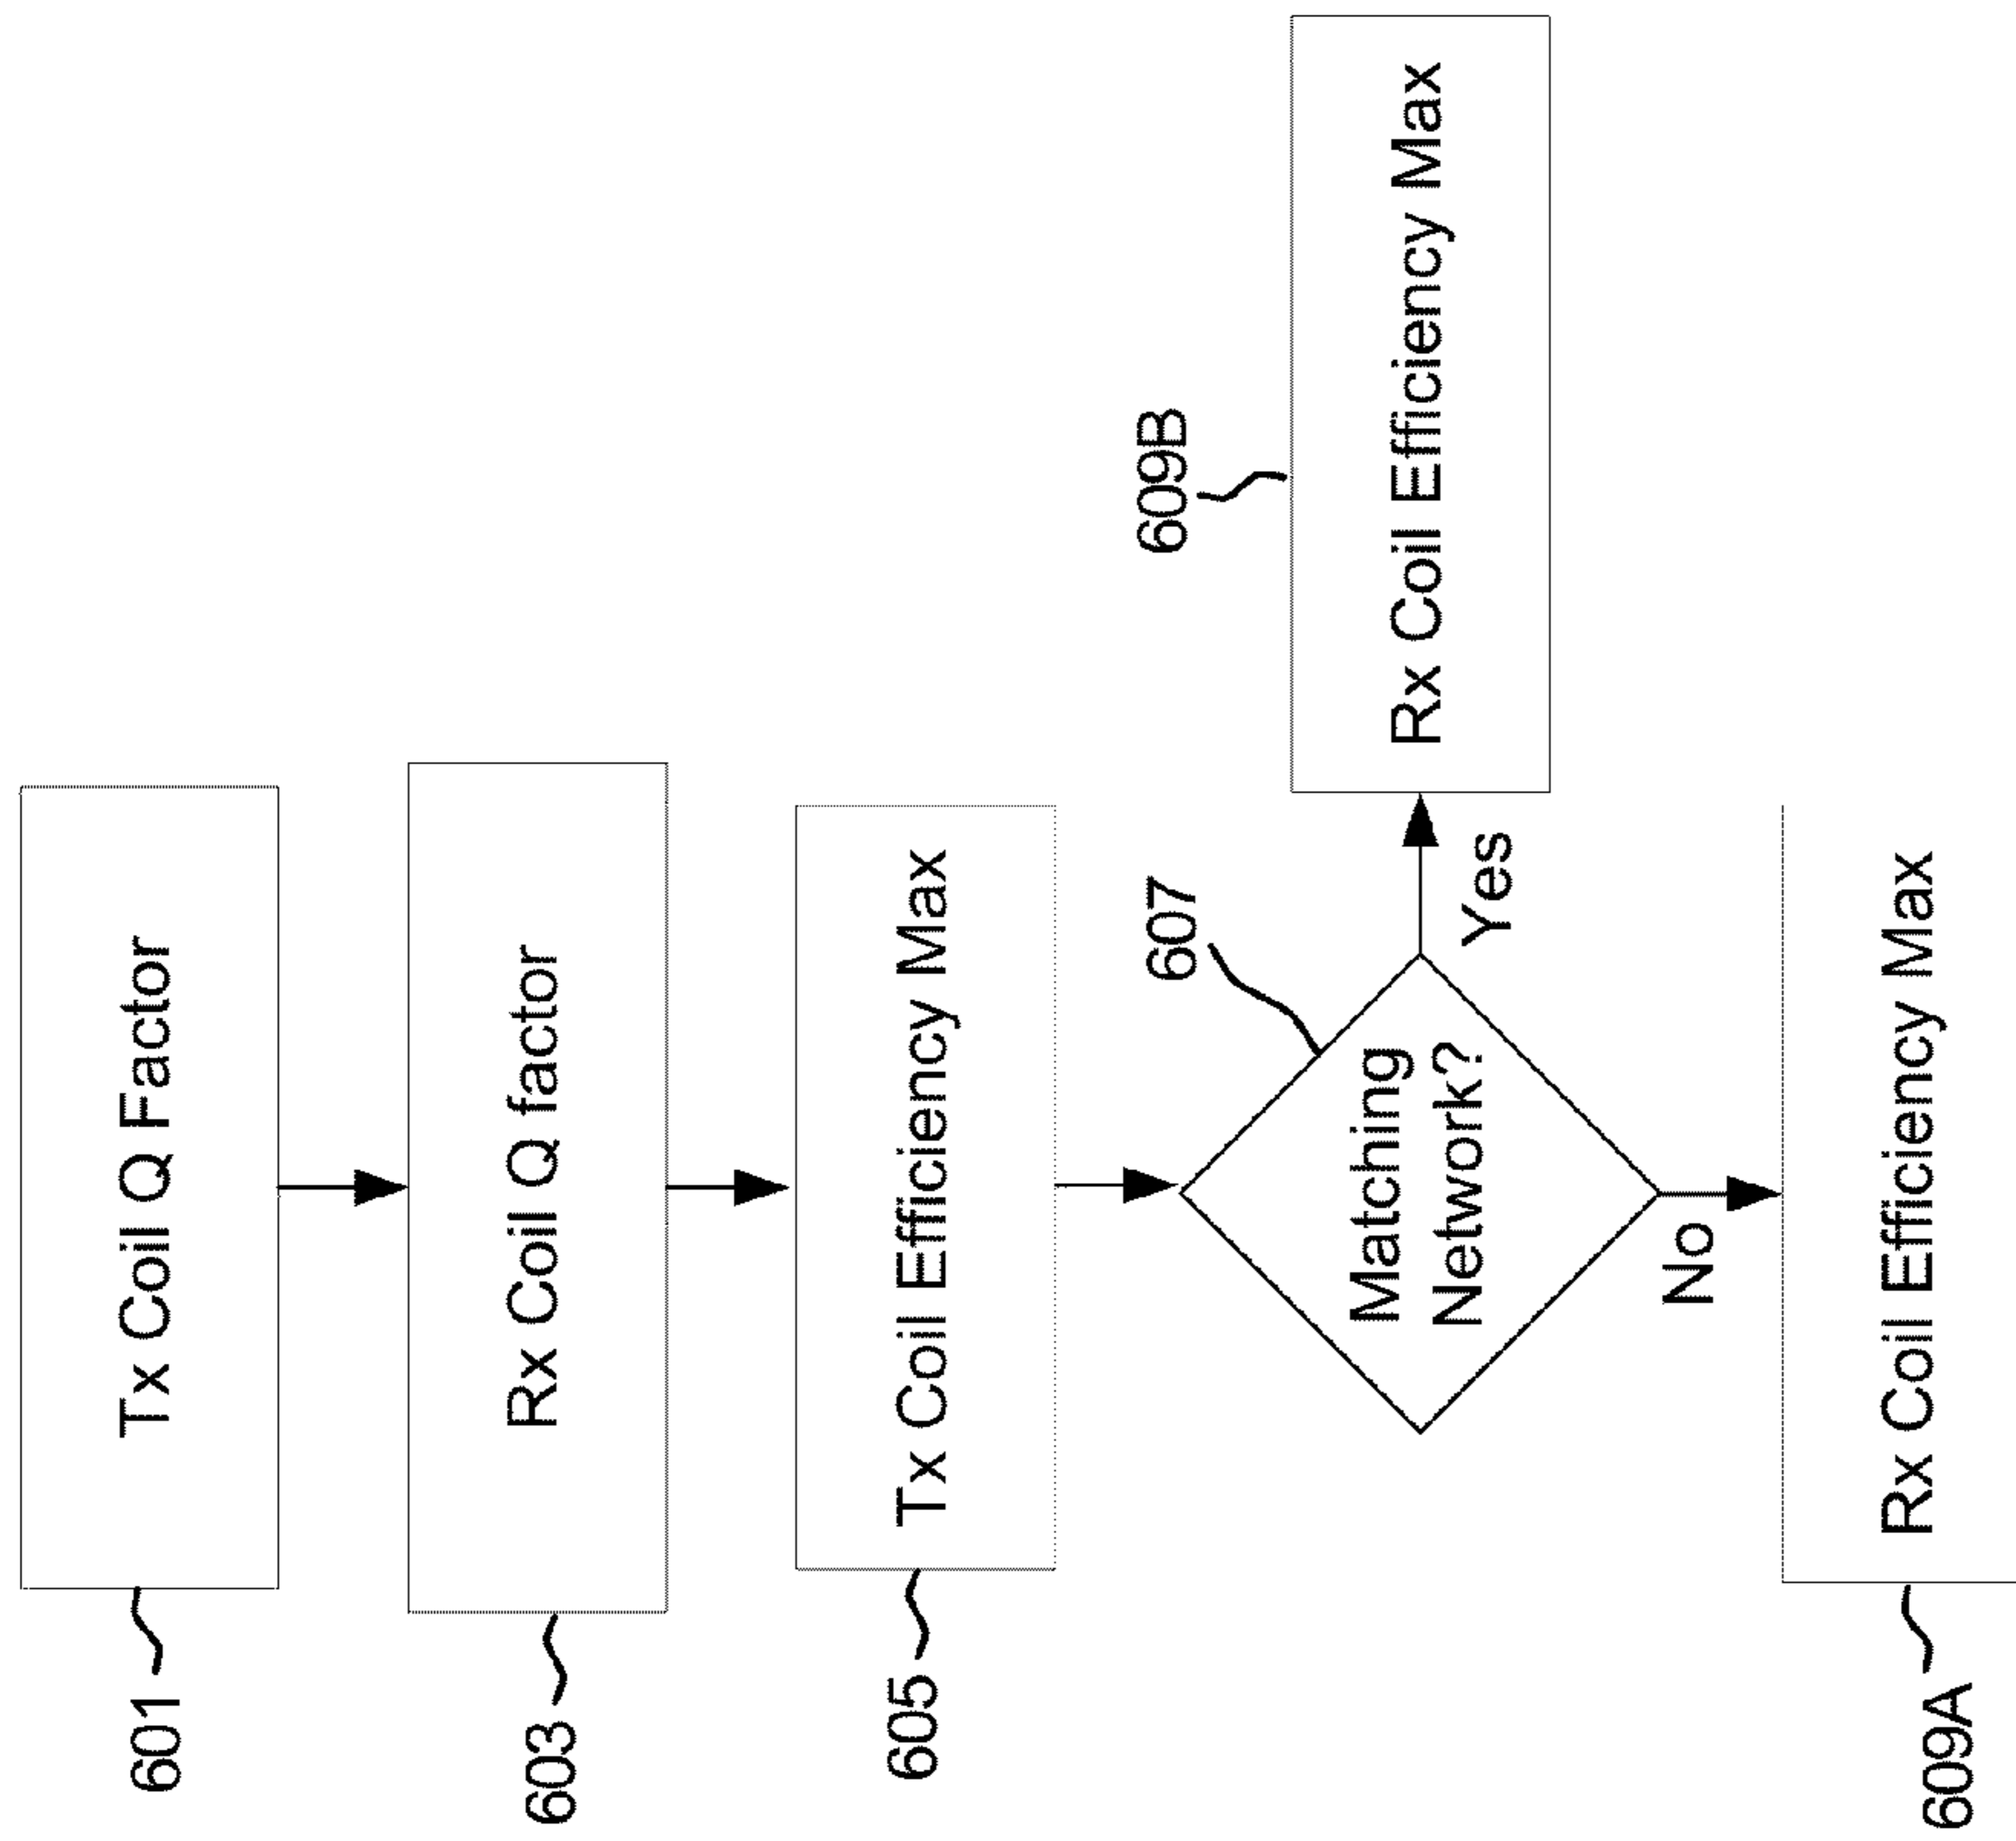 601
Tx Coil Q Factor
603
Rx Coil Q factor
605
Tx Coil Efficiency Max
607
Matching
Network?
Yes
609B
Rx Coil Efficiency Max
No
609A
Rx Coil Efficiency Max